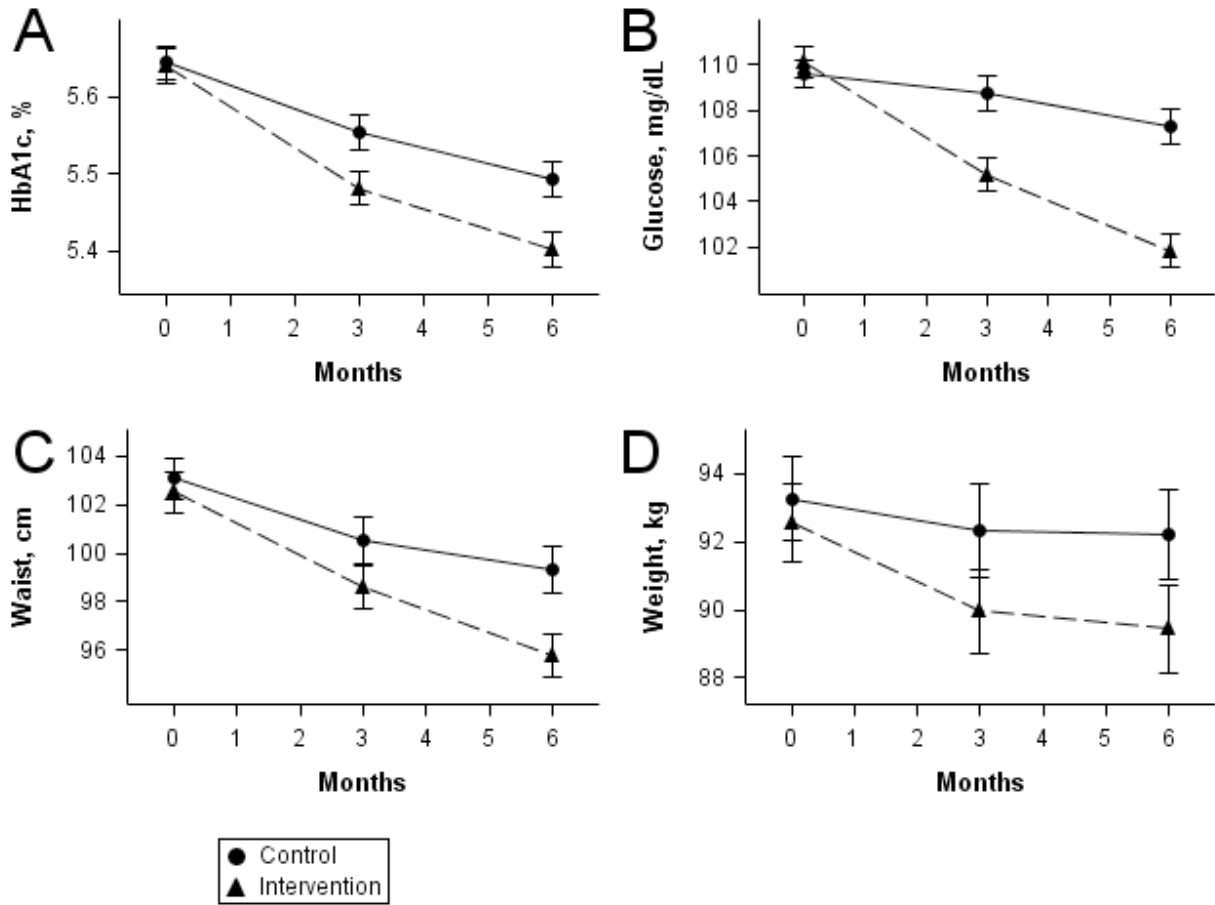 A
HbA1c, %
5.6
5.5
5.4
0 1 2 3 4 5 6
Months
B
Glucose, mg/dL
110
108
106
104
102
0 1 2 3 4 5 6
Months
C
Waist, cm
104
102
100
98
96
0 1 2 3 4 5 6
Months
D
Weight, kg
94
92
90
88
0 1 2 3 4 5 6
Months
Control
Intervention